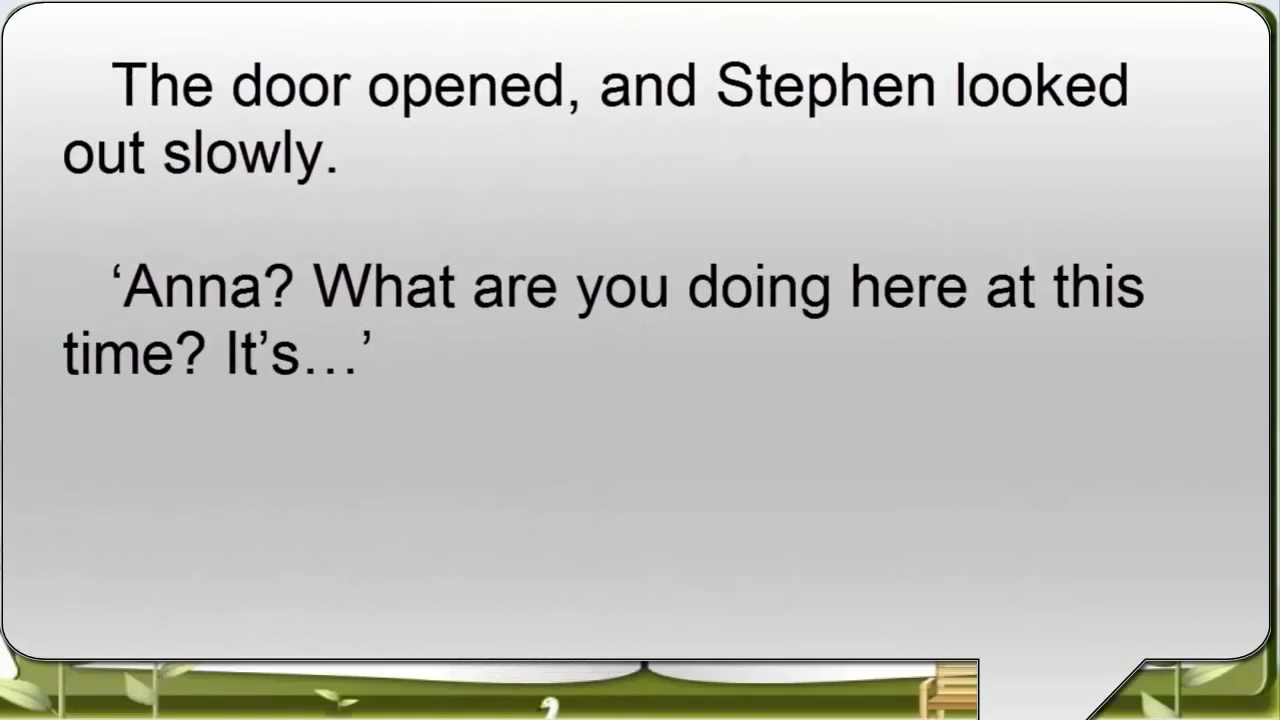 The door opened, and Stephen looked
out slowly.
‘Anna? What are you doing here at this
time? It’s…’